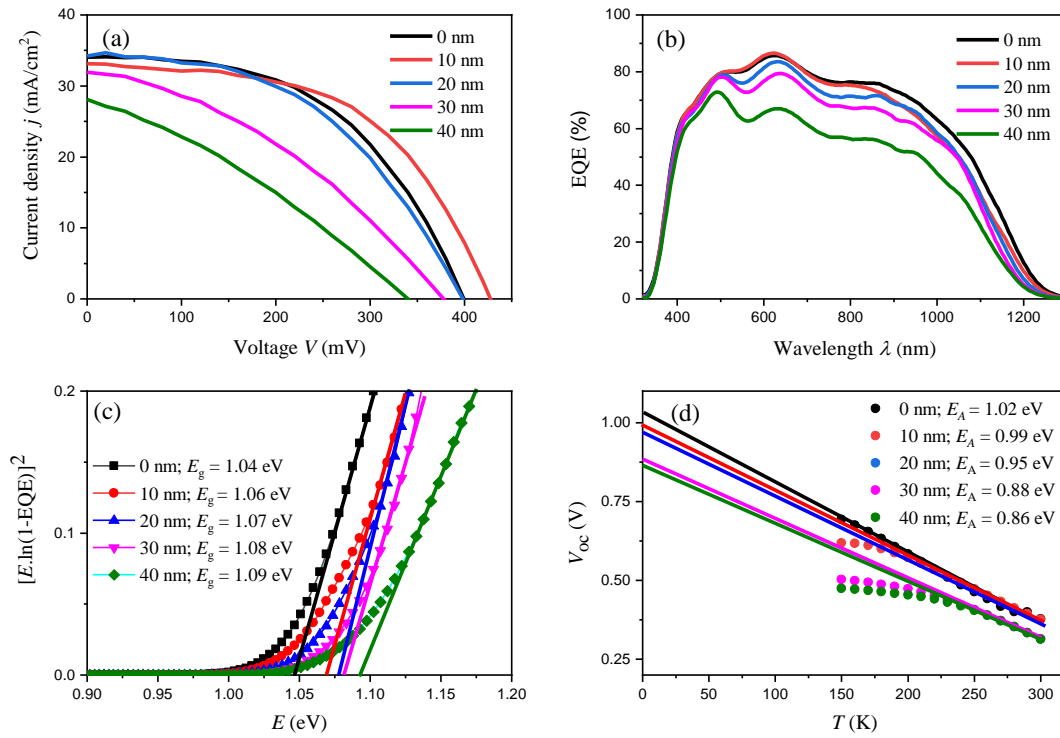 (a)
0 nm
10 nm
20 nm
30 nm
40 nm
Current density j (mA/cm²)
40
30
20
10
0
0
100
200
300
400
Voltage V (mV)
(b)
0 nm
10 nm
20 nm
30 nm
40 nm
EQE (%)
100
80
60
40
20
0
400
600
800
1000
1200
Wavelength λ (nm)
(c)
0 nm; Eg = 1.04 eV
10 nm; Eg = 1.06 eV
20 nm; Eg = 1.07 eV
30 nm; Eg = 1.08 eV
40 nm; Eg = 1.09 eV
[E.ln(1-EQE)]²
0.2
0.1
0.0
0.90
0.95
1.00
1.05
1.10
1.15
1.20
E (eV)
(d)
0 nm; EA = 1.02 eV
10 nm; EA = 0.99 eV
20 nm; EA = 0.95 eV
30 nm; EA = 0.88 eV
40 nm; EA = 0.86 eV
VOC (V)
1.00
0.75
0.50
0.25
0
50
100
150
200
250
300
T (K)